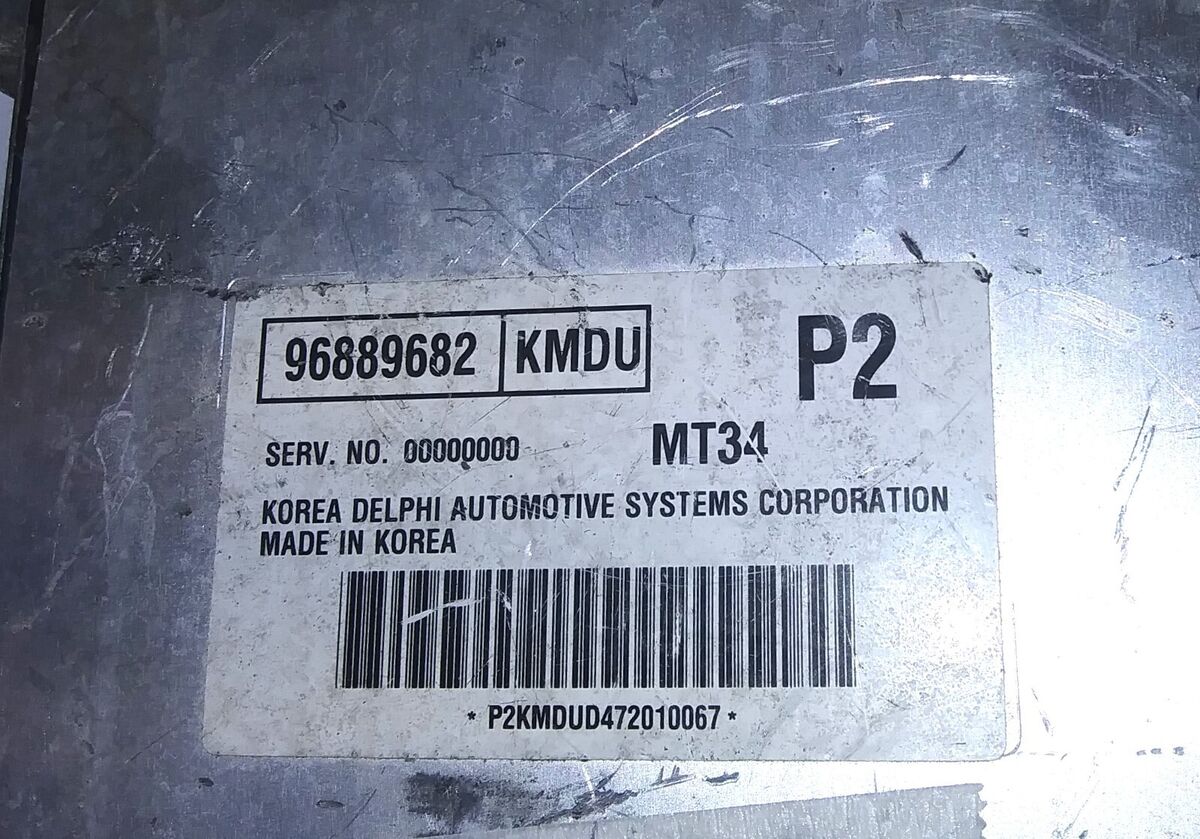 96889682 KMDU P2
SERV. NO. 00000000 MT34
KOREA DELPHI AUTOMOTIVE SYSTEMS CORPORATION
MADE IN KOREA
* P2KMDUD472010067 *